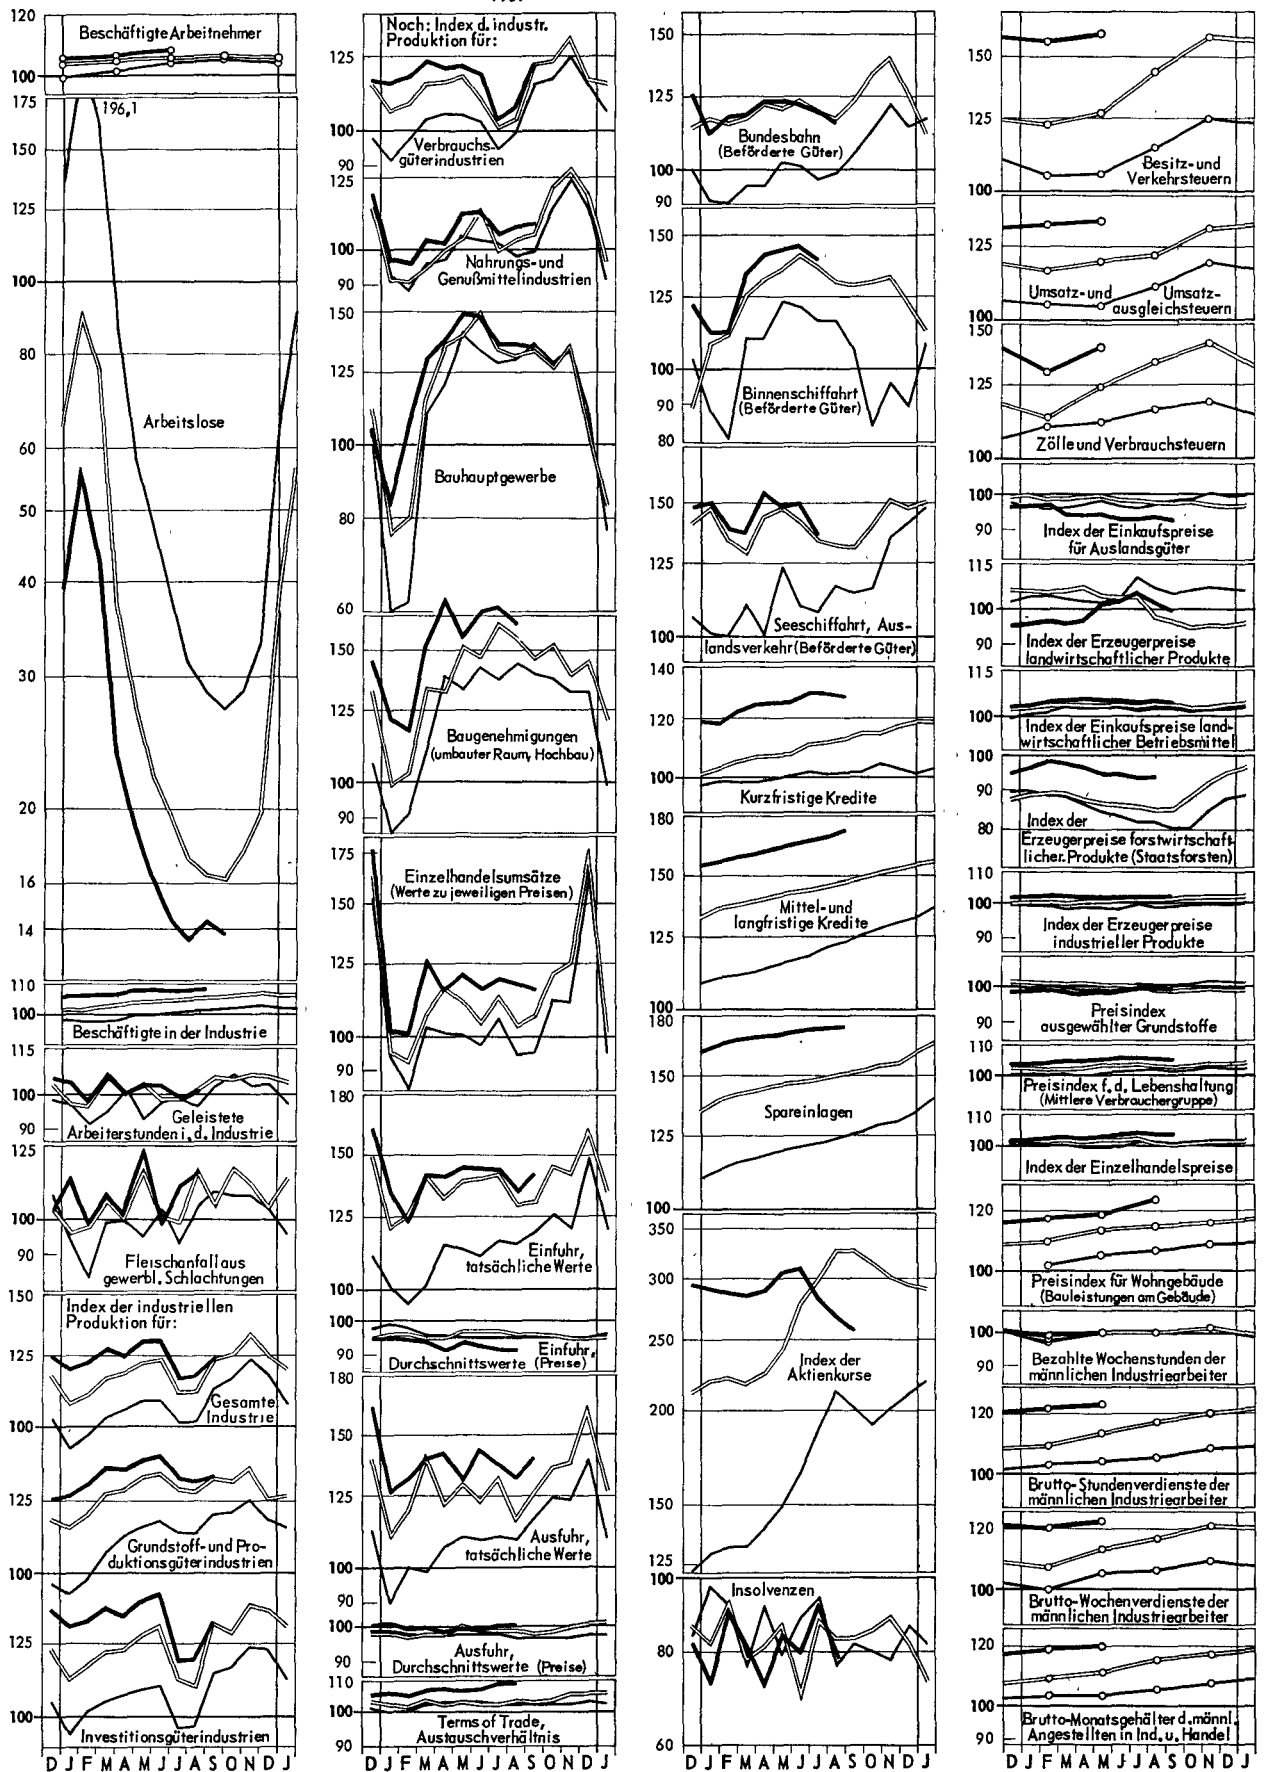 120
Beschäftigte Arbeitnehmer
100
175
196,1
150
125
100
80
Arbeitslose
60
50
40
30
20
16
14
110
100
Beschäftigte in der Industrie
115
100
Geleistete
90
Arbeiterstunden i. d. Industrie
125
100
90
Fleischanfall aus
gewerbl. Schlachtungen
150
Index der industriellen
Produktion für:
125
Gesamte
Industrie
100
125
Grundstoff- und Pro-
duktionsgüterindustrien
100
125
100
Investitionsgüterindustrien
D J F M A M J J A S O N D J
Noch: Index d. industr.
Produktion für:
125
100
Verbrauchs-
güterindustrien
90
125
100
Nahrungs- und
Genußmittelindustrien
90
150
125
100
Bauhauptgewerbe
80
60
150
125
Baugenehmigungen
(umbauter Raum, Hochbau)
100
90
175
Einzelhandelsumsätze
(Werte zu jeweiligen Preisen)
150
125
100
90
180
150
125
Einfuhr,
tatsächliche Werte
100
100
Einfuhr,
90
Durchschnittswerte (Preise)
180
150
125
Ausfuhr,
tatsächliche Werte
100
90
100
Ausfuhr,
Durchschnittswerte (Preise)
90
110
100
Terms of Trade,
Austauschverhältnis
90
D J F M A M J J A S O N D J
150
125
Bundesbahn
(Beförderte Güter)
100
90
150
125
100
Binnenschiffahrt
(Beförderte Güter)
90
80
150
125
Seeschiffahrt, Aus-
landsverkehr (Beförderte Güter)
100
140
120
100
Kurzfristige Kredite
180
150
Mittel- und
langfristige Kredite
125
100
180
150
Spareinlagen
125
100
350
300
250
Index der
Aktienkurse
200
150
125
100
Insolvenzen
80
60
D J F M A M J J A S O N D J
150
125
Besitz- und
Verkehrsteuern
100
125
Umsatz- und Umsatz-
ausgleichsteuern
100
150
125
Zölle und Verbrauchsteuern
100
100
90
Index der Einkaufspreise
für Auslandsgüter
115
100
90
Index der Erzeugerpreise
landwirtschaftlicher Produkte
115
100
Index der Einkaufspreise land-
wirtschaftlicher Betriebsmittel
100
90
Index der
80
Erzeugerpreise forstwirtschaft-
licher Produkte (Staatsforsten)
110
100
Index der Erzeugerpreise
industrieller Produkte
90
100
Preisindex
ausgewählter Grundstoffe
90
110
100
Preisindex f. d. Lebenshaltung
(Mittlere Verbrauchergruppe)
110
100
Index der Einzelhandelspreise
120
100
Preisindex für Wohngebäude
(Bauleistungen am Gebäude)
100
90
Bezahlte Wochenstunden der
männlichen Industriearbeiter
120
100
Brutto-Stundenverdienste der
männlichen Industriearbeiter
120
100
Brutto-Wochenverdienste der
männlichen Industriearbeiter
120
100
Brutto-Monatsgehälter d. männl.
90
Angestellten in Ind. u. Handel
D J F M A M J J A S O N D J